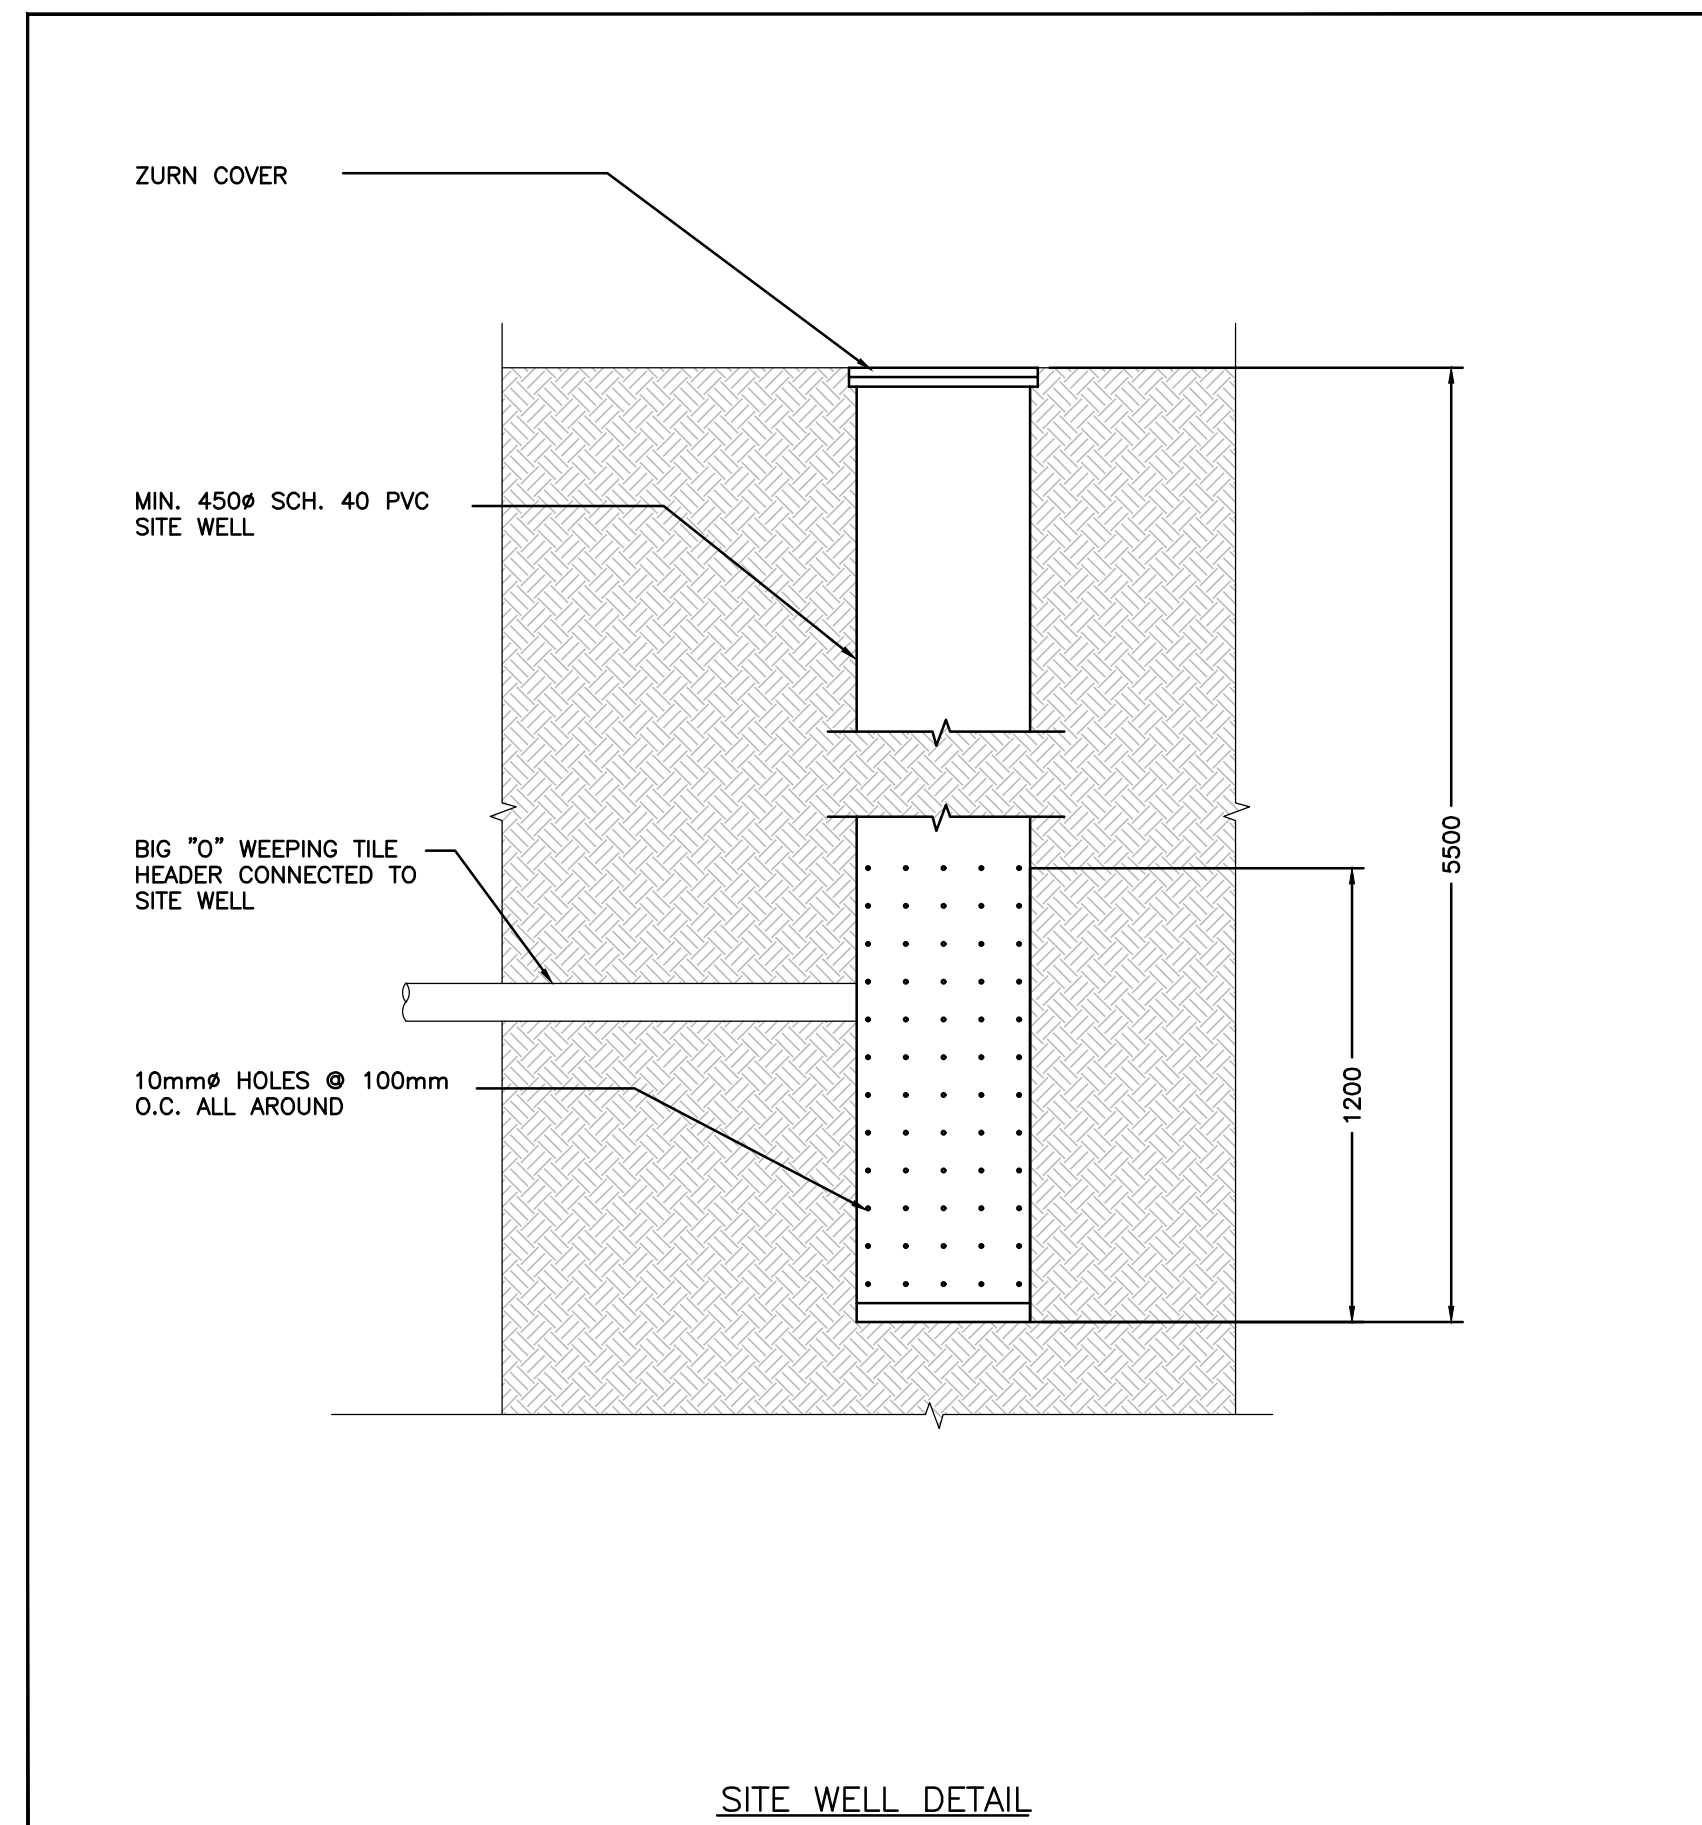 ZURN COVER
MIN. 450ø SCH. 40 PVC
SITE WELL
BIG "O" WEEPING TILE
HEADER CONNECTED TO
SITE WELL
5500
1200
10mmø HOLES @ 100mm
O.C. ALL AROUND
SITE WELL DETAIL